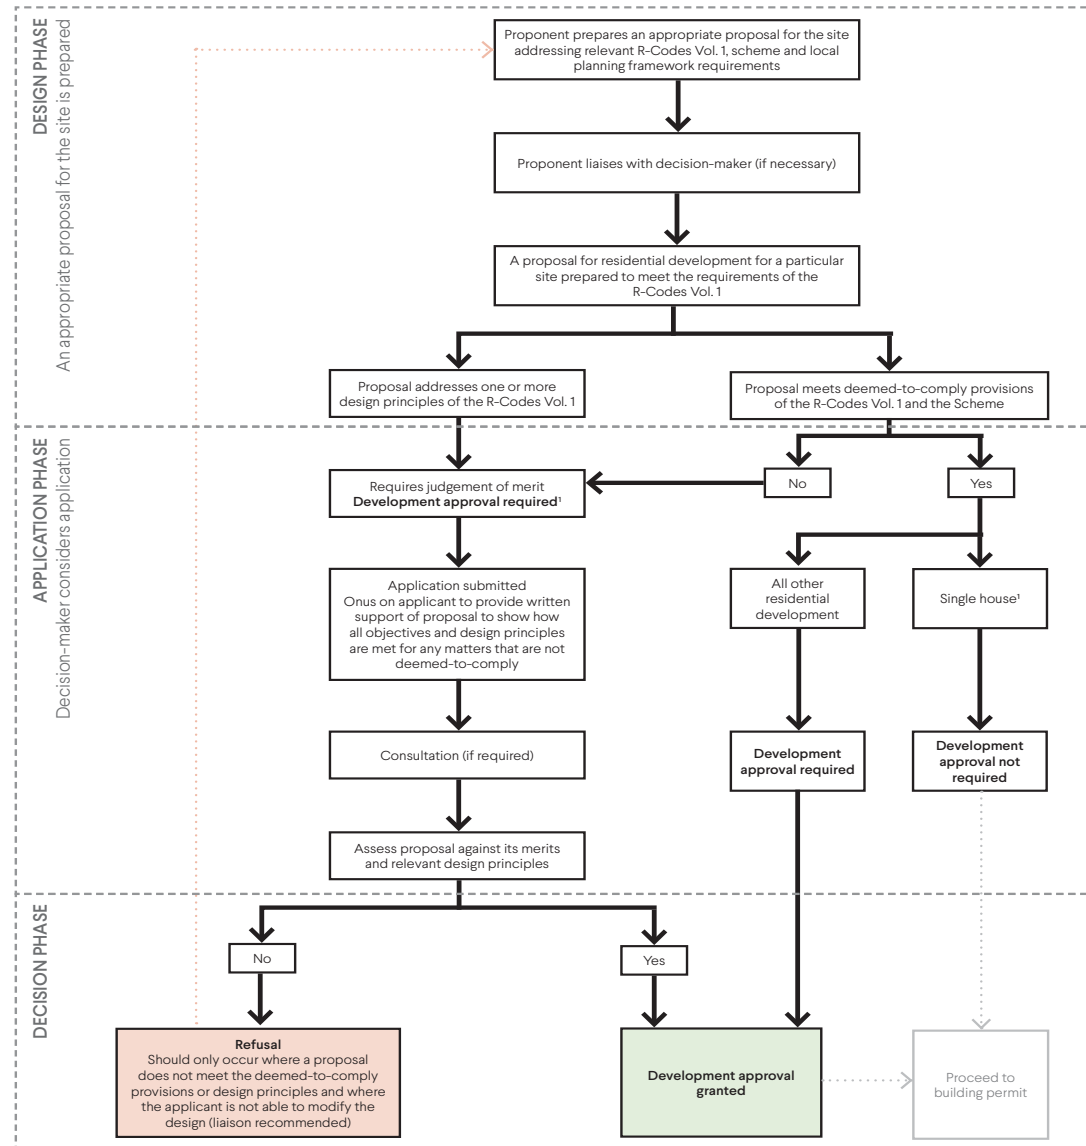 DESIGN PHASE
An appropriate proposal for the site is prepared
Proponent prepares an appropriate proposal for the site
addressing relevant R-Codes Vol. 1, scheme and local
planning framework requirements
Proponent liaises with decision-maker (if necessary)
A proposal for residential development for a particular
site prepared to meet the requirements of the
R-Codes Vol. 1
Proposal addresses one or more
design principles of the R-Codes Vol. 1
Proposal meets deemed-to-comply provisions
of the R-Codes Vol. 1 and the Scheme
APPLICATION PHASE
Decision-maker considers application
Requires judgement of merit
Development approval required¹
No
Yes
Application submitted
Onus on applicant to provide written
support of proposal to show how
all objectives and design principles
are met for any matters that are not
deemed-to-comply
All other
residential
development
Single house¹
Consultation (if required)
Development
approval required
Development
approval not
required
Assess proposal against its merits
and relevant design principles
DECISION PHASE
No
Yes
Refusal
Should only occur where a proposal
does not meet the deemed-to-comply
provisions or design principles and where
the applicant is not able to modify the
design (liaison recommended)
Development approval
granted
Proceed to
building permit